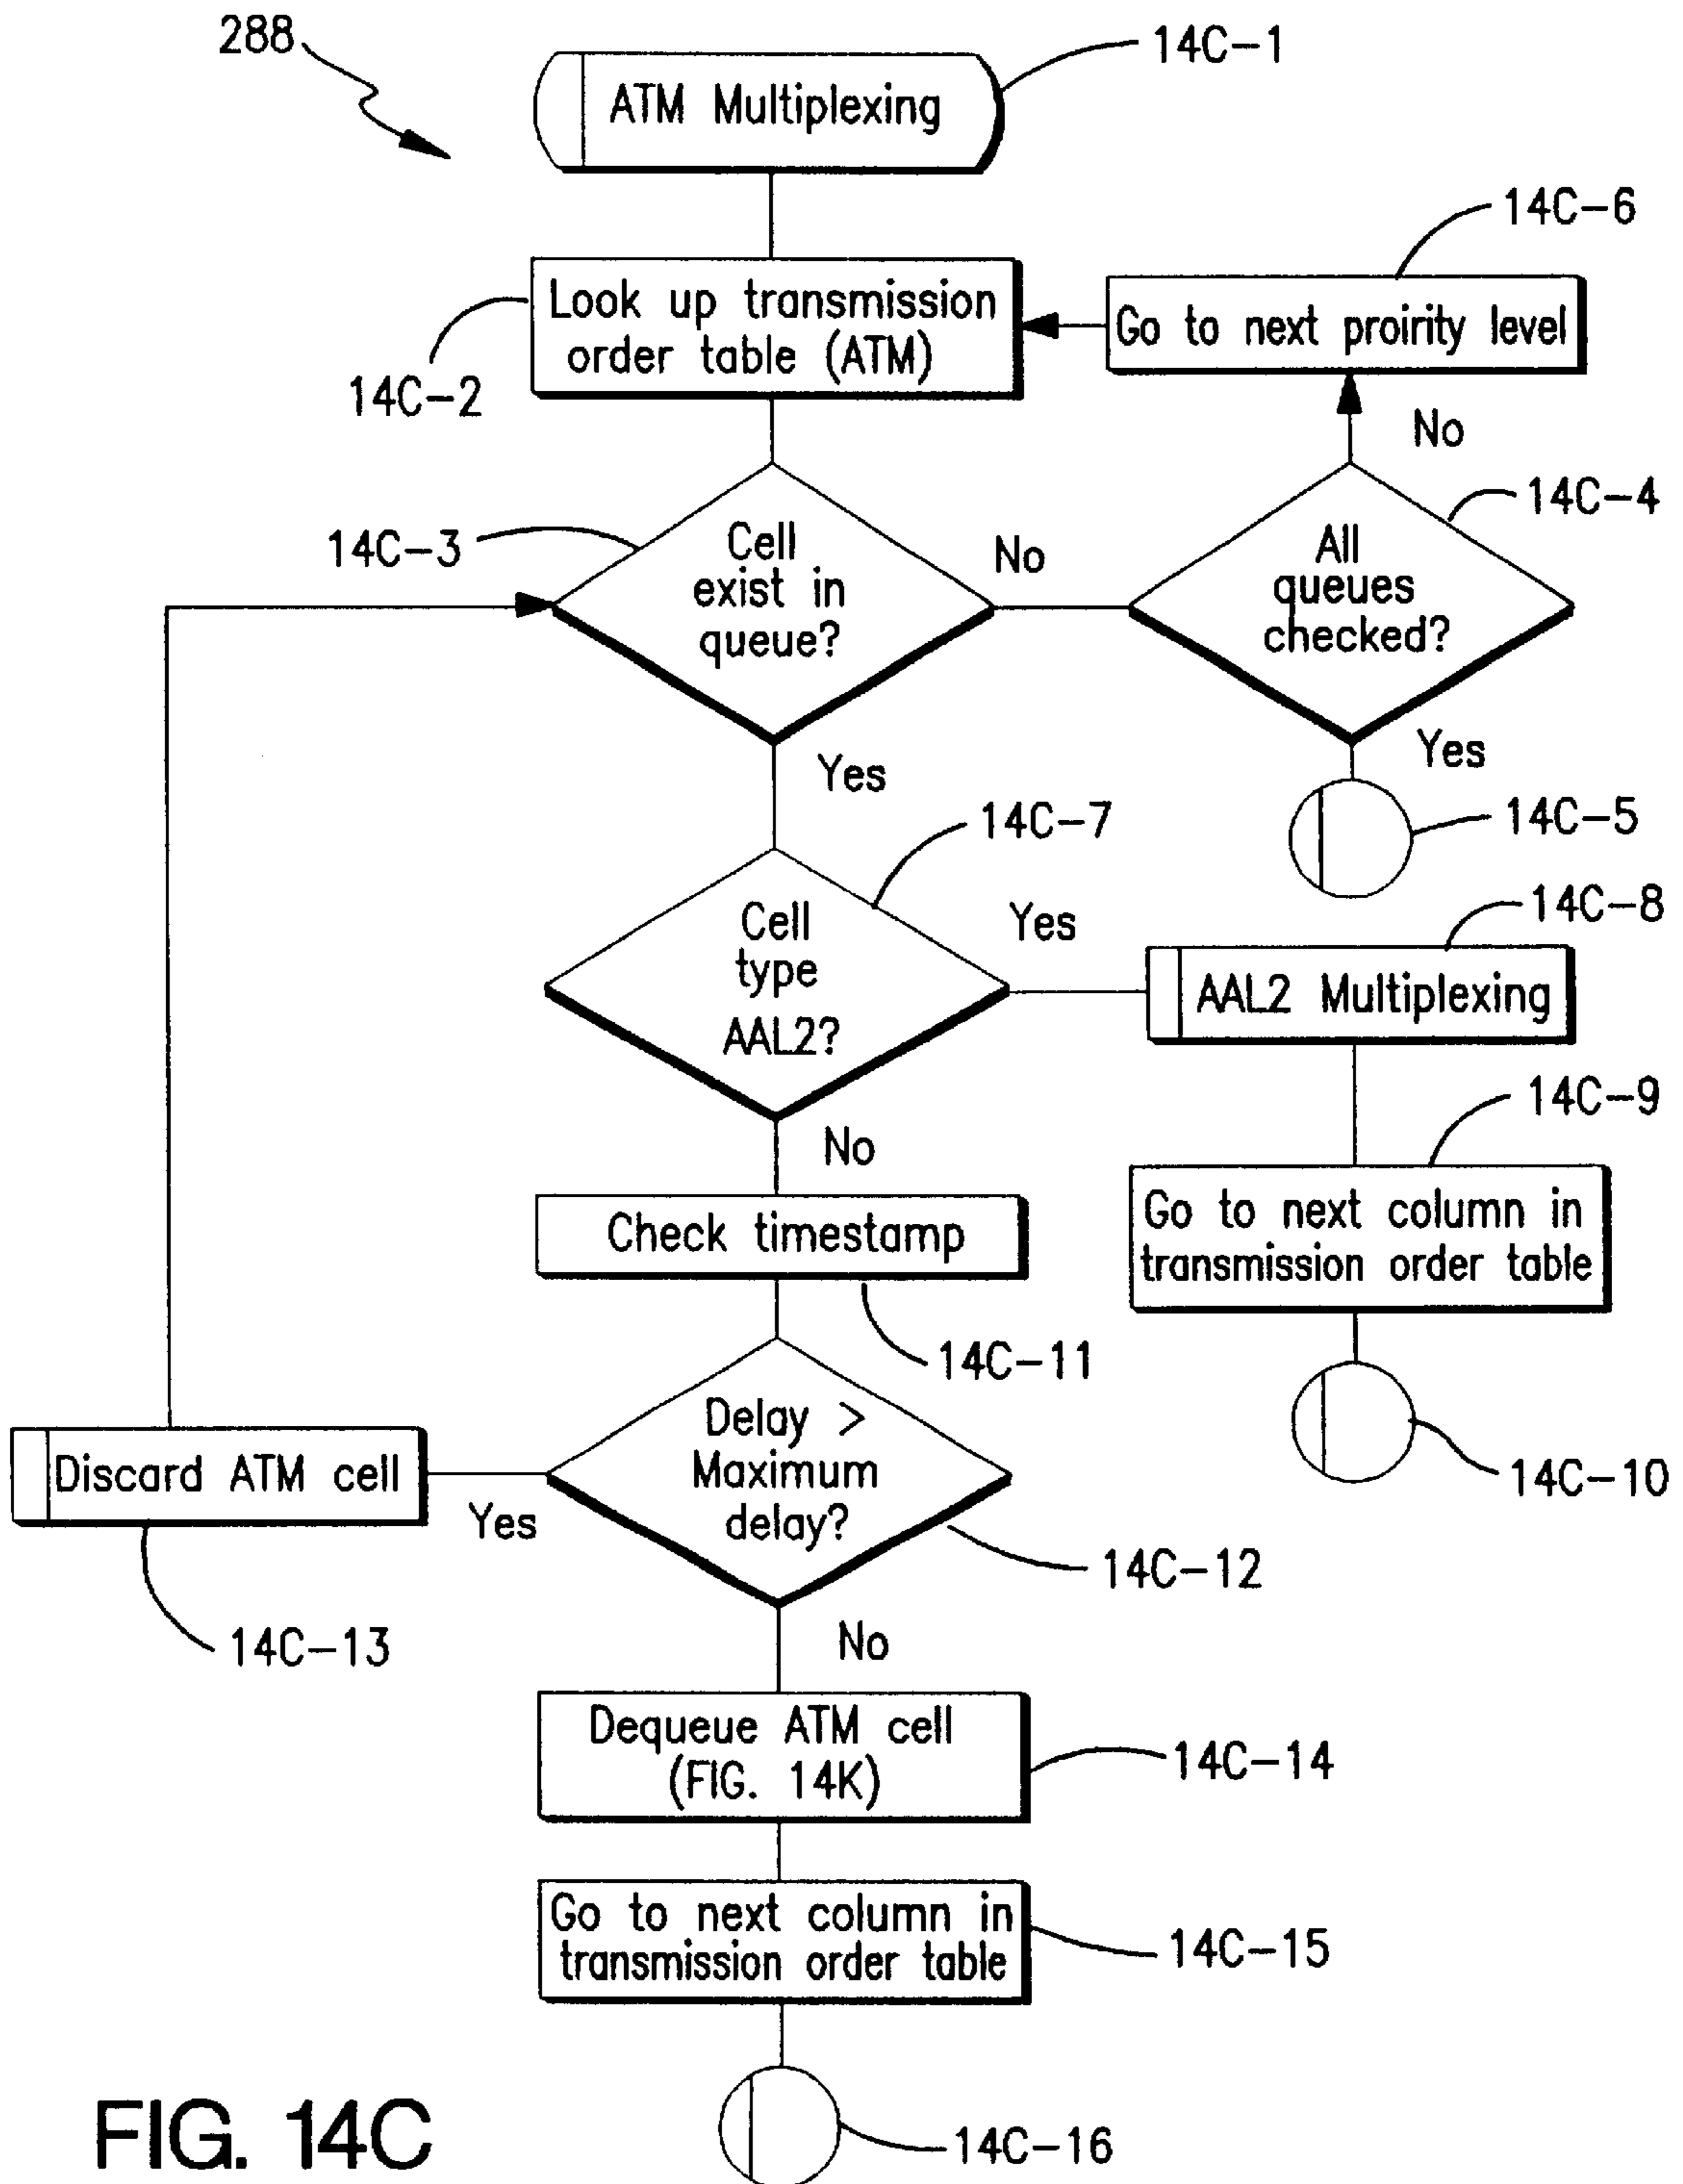 288
14C-1
ATM Multiplexing
14C-6
Look up transmission
order table (ATM)
Go to next proirity level
14C-2
No
14C-4
14C-3
Cell
exist in
queue?
No
All
queues
checked?
Yes
Yes
14C-7
14C-5
14C-8
Cell
type
AAL2?
Yes
AAL2 Multiplexing
14C-9
No
Go to next column in
transmission order table
Check timestamp
14C-11
Delay >
Maximum
delay?
14C-10
Discard ATM cell
Yes
14C-12
14C-13
No
Dequeue ATM cell
(FIG. 14K)
14C-14
Go to next column in
transmission order table
14C-15
14C-16
FIG. 14C